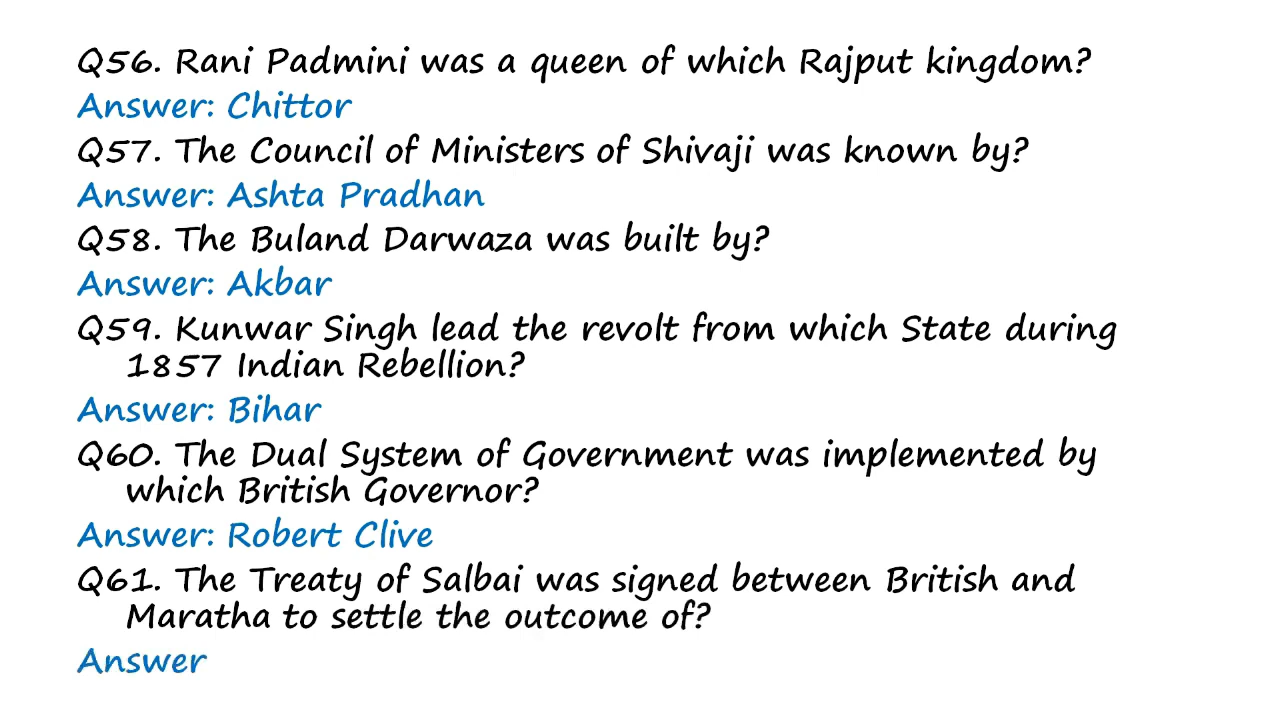 Q56. Rani Padmini was a queen of which Rajput kingdom?
Answer: Chittor
Q57. The Council of Ministers of Shivaji was known by?
Answer: Ashta Pradhan
Q58. The Buland Darwaza was built by?
Answer: Akbar
Q59. Kunwar Singh lead the revolt from which State during
1857 Indian Rebellion?
Answer: Bihar
Q60. The Dual System of Government was implemented by
which British Governor?
Answer: Robert Clive
Q61. The Treaty of Salbai was signed between British and
Maratha to settle the outcome of?
Answer